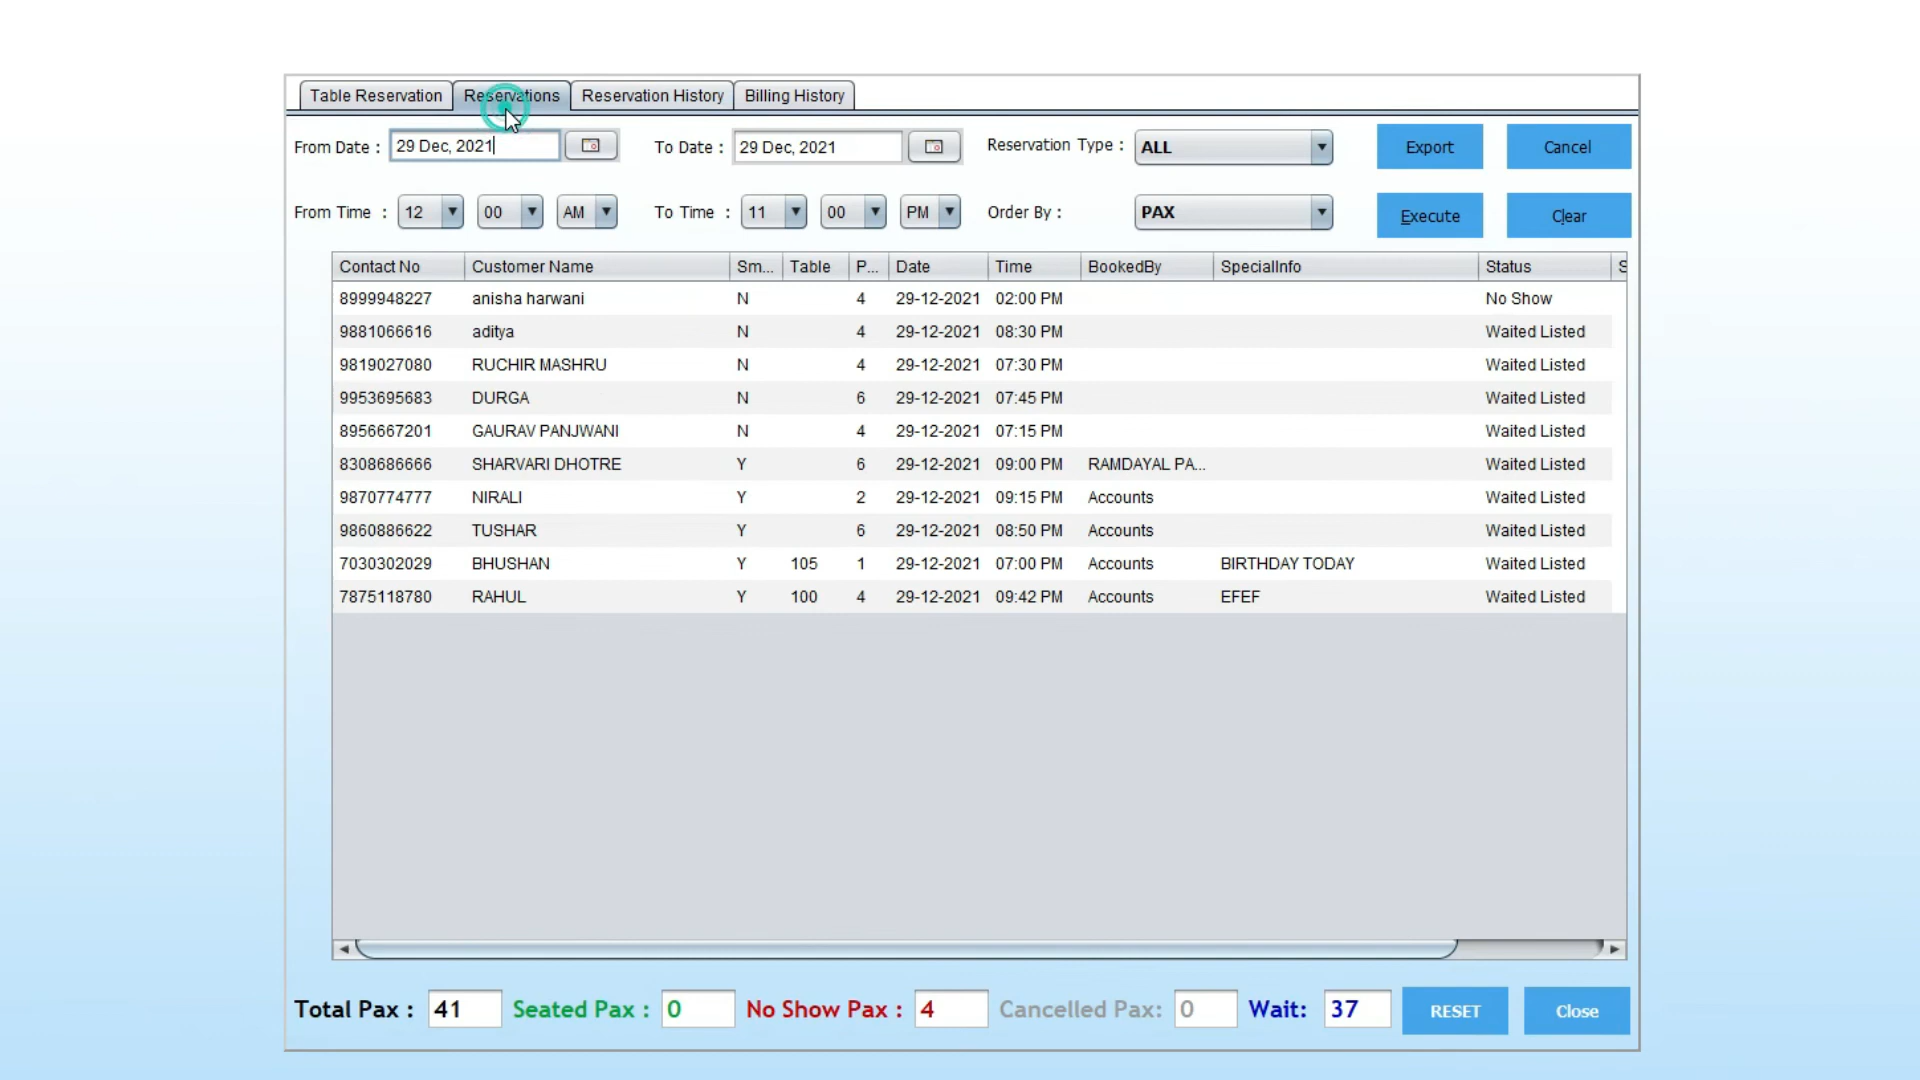 Table Reservation Reservations Reservation History Billing History
From Date : 29 Dec, 2021 To Date : 29 Dec, 2021 Reservation Type : ALL Export Cancel
From Time : 12 00 AM To Time : 11 00 PM Order By : PAX Execute Clear
Contact No Customer Name Sm... Table P... Date Time BookedBy SpecialInfo Status S
8999948227 anisha harwani N 4 29-12-2021 02:00 PM No Show
9881066616 aditya N 4 29-12-2021 08:30 PM Waited Listed
9819027080 RUCHIR MASHRU N 4 29-12-2021 07:30 PM Waited Listed
9953695683 DURGA N 6 29-12-2021 07:45 PM Waited Listed
8956667201 GAURAV PANJWANI N 4 29-12-2021 07:15 PM Waited Listed
8308686666 SHARVARI DHOTRE Y 6 29-12-2021 09:00 PM RAMDAYAL PA... Waited Listed
9870774777 NIRALI Y 2 29-12-2021 09:15 PM Accounts Waited Listed
9860886622 TUSHAR Y 6 29-12-2021 08:50 PM Accounts Waited Listed
7030302029 BHUSHAN Y 105 1 29-12-2021 07:00 PM Accounts BIRTHDAY TODAY Waited Listed
7875118780 RAHUL Y 100 4 29-12-2021 09:42 PM Accounts EFEF Waited Listed
Total Pax : 41 Seated Pax : 0 No Show Pax : 4 Cancelled Pax: 0 Wait: 37 RESET Close